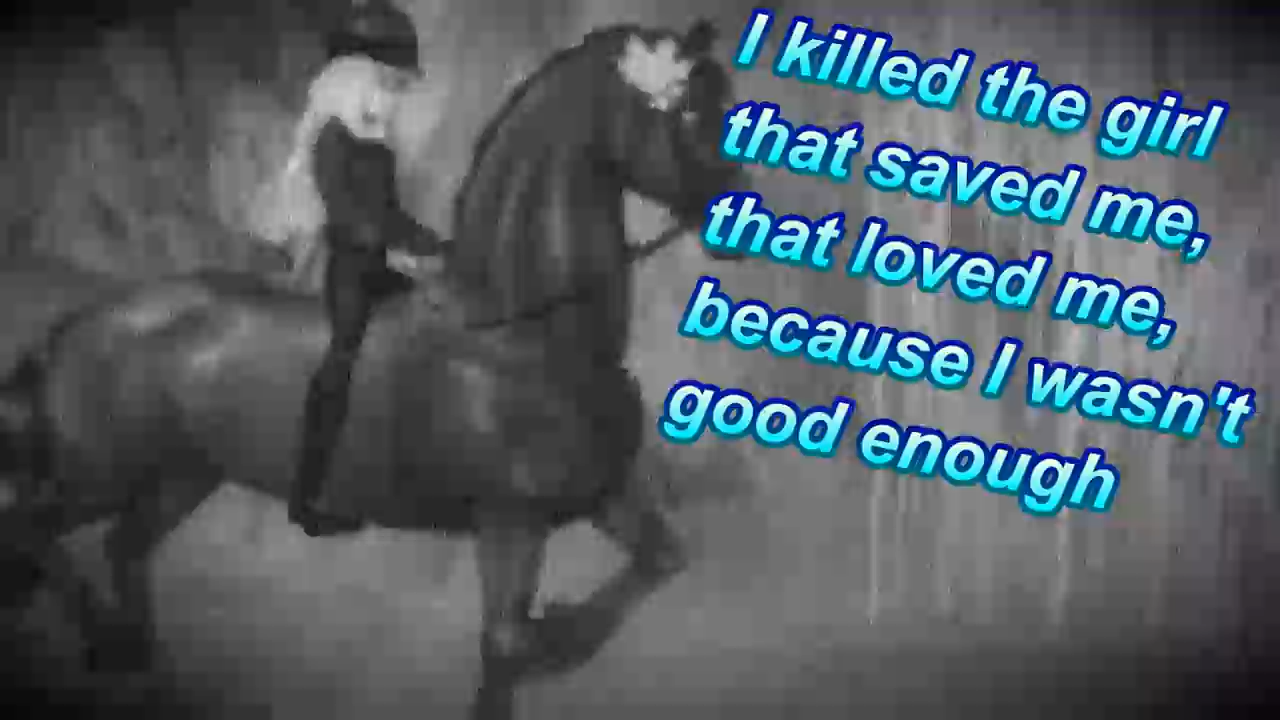 I killed the girl
that saved me,
that loved me,
because I wasn't
good enough